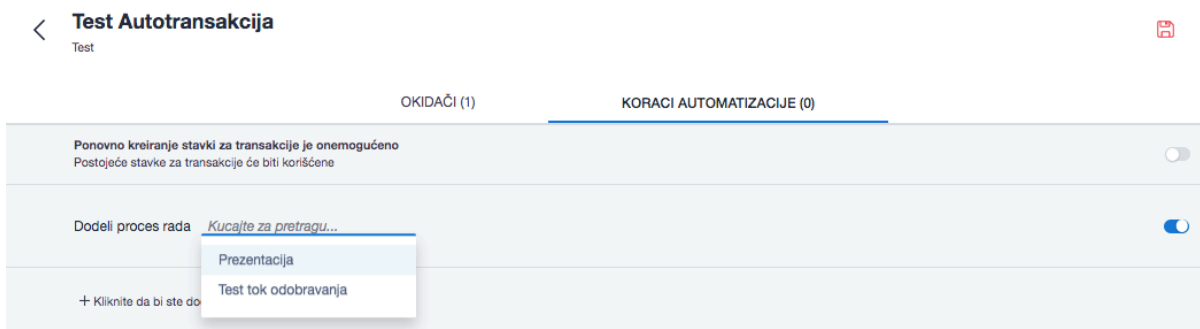 Test Autotransakcija
Test
OKIDAČI (1)
KORACI AUTOMATIZACIJE (0)
Ponovno kreiranje stavki za transakcije je onemogućeno
Postojeće stavke za transakcije će biti korišćene
Dodeli proces rada
Kucajte za pretragu...
Prezentacija
Test tok odobravanja
+ Kliknite da bi ste